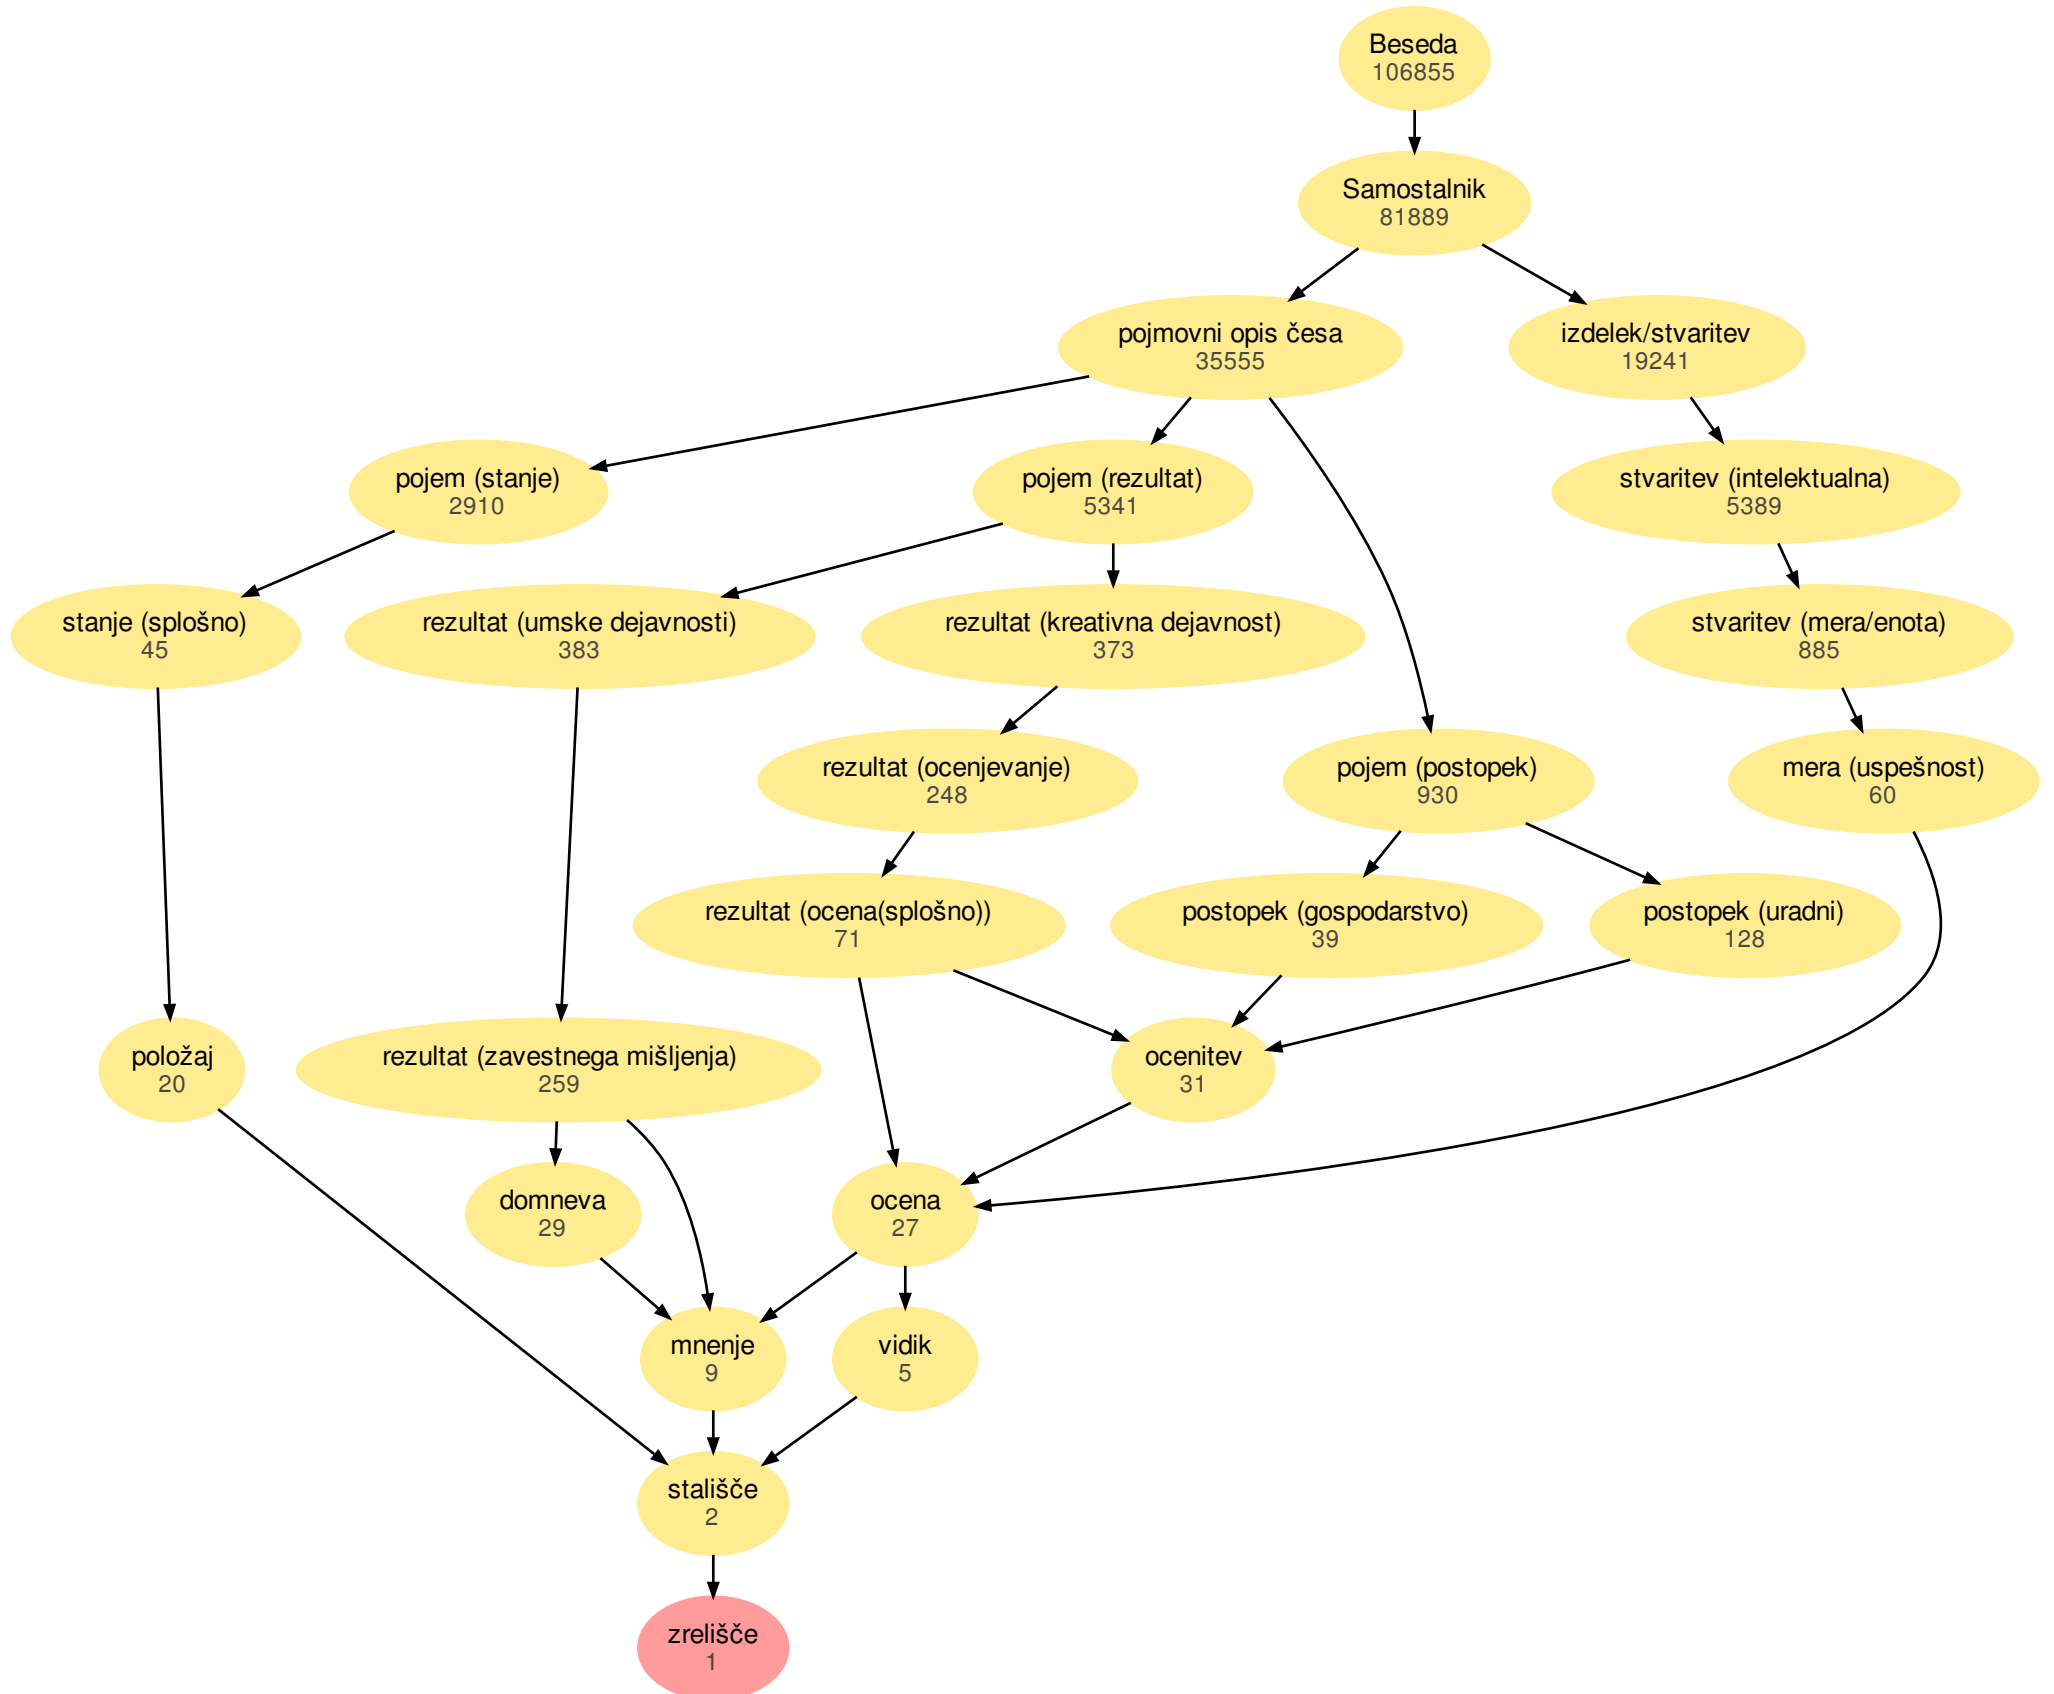 Beseda
106855
Samostalnik
81889
pojmovni opis česa
35555
izdelek/stvaritev
19241
pojem (stanje)
2910
pojem (rezultat)
5341
stvaritev (intelektualna)
5389
stanje (splošno)
45
rezultat (umske dejavnosti)
383
rezultat (kreativna dejavnost)
373
stvaritev (mera/enota)
885
rezultat (ocenjevanje)
248
pojem (postopek)
930
mera (uspešnost)
60
rezultat (ocena(splošno))
71
postopek (gospodarstvo)
39
postopek (uradni)
128
položaj
20
rezultat (zavestnega mišljenja)
259
ocenitev
31
domneva
29
ocena
27
mnenje
9
vidik
5
stališče
2
zrelišče
1